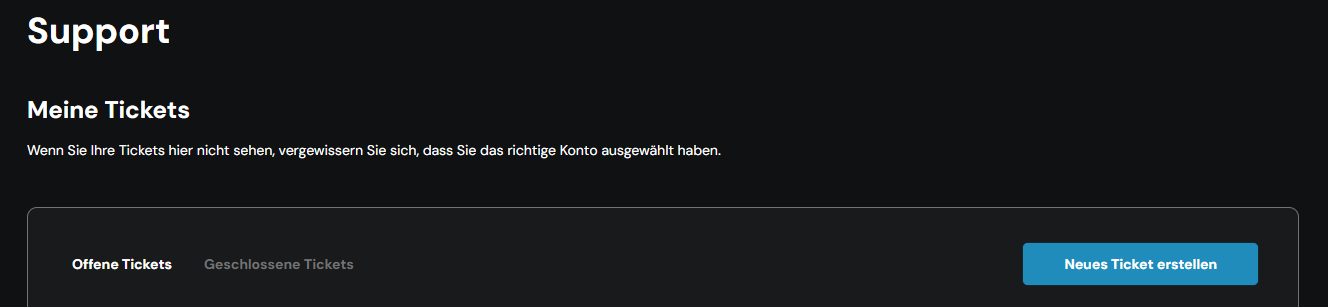 Support
Meine Tickets
Wenn Sie Ihre Tickets hier nicht sehen, vergewissern Sie sich, dass Sie das richtige Konto ausgewählt haben.
Offene Tickets Geschlossene Tickets Neues Ticket erstellen